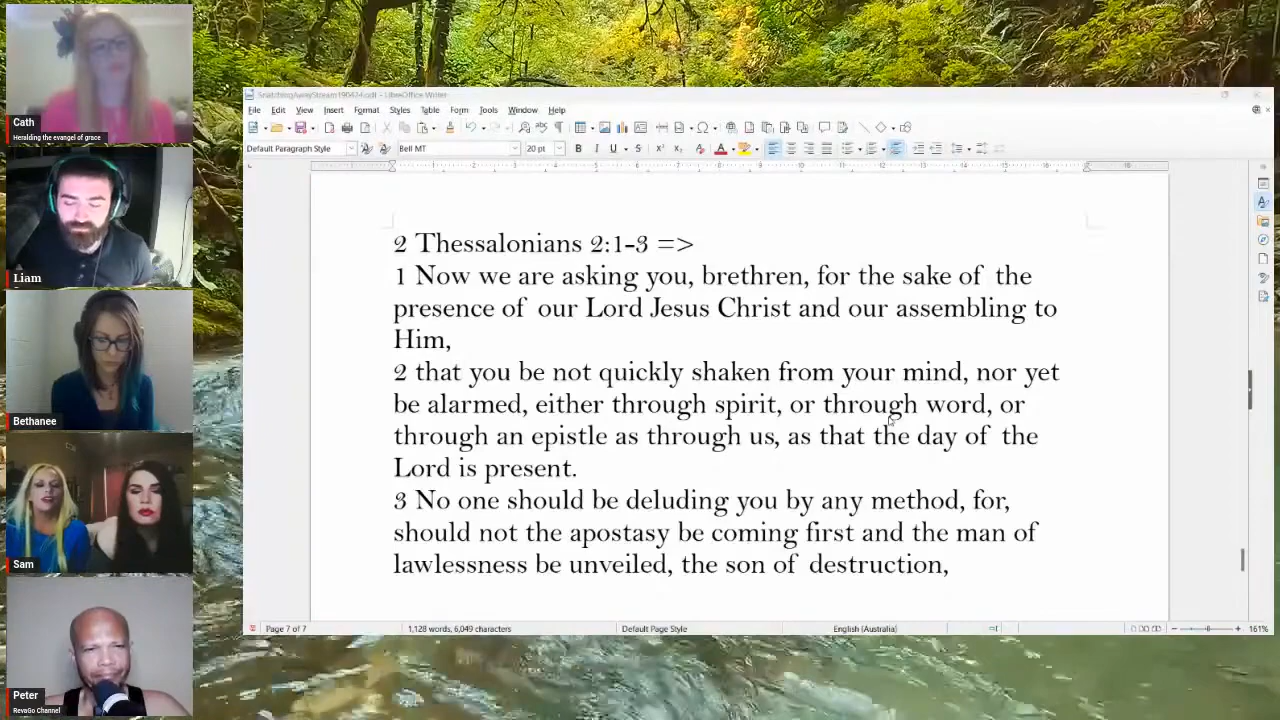 Cath
Heralding the evangel of grace
Liam
Bethanee
Sam
Peter
RevaGo Channel
LibreOffice Writer
File Edit View Insert Format Styles Table Form Tools Window Help
Default Paragraph Style Bell MT 20 pt
2 Thessalonians 2:1-3 =>
1 Now we are asking you, brethren, for the sake of the
presence of our Lord Jesus Christ and our assembling to
Him,
2 that you be not quickly shaken from your mind, nor yet
be alarmed, either through spirit, or through word, or
through an epistle as through us, as that the day of the
Lord is present.
3 No one should be deluding you by any method, for,
should not the apostasy be coming first and the man of
lawlessness be unveiled, the son of destruction,
Page 7 of 7 1,128 words, 6,049 characters Default Page Style English (Australia) 161%